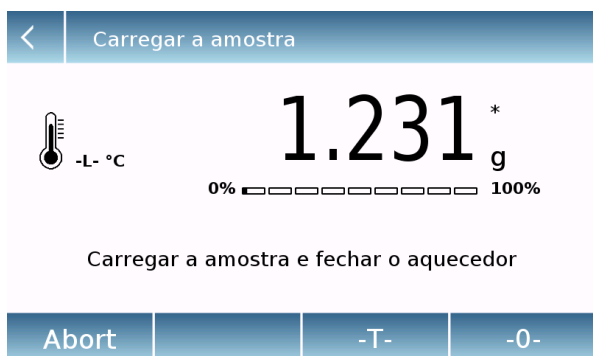 Carregar a amostra
1.231 *
g
-L- °C
0% 100%
Carregar a amostra e fechar o aquecedor
Abort -T- -0-